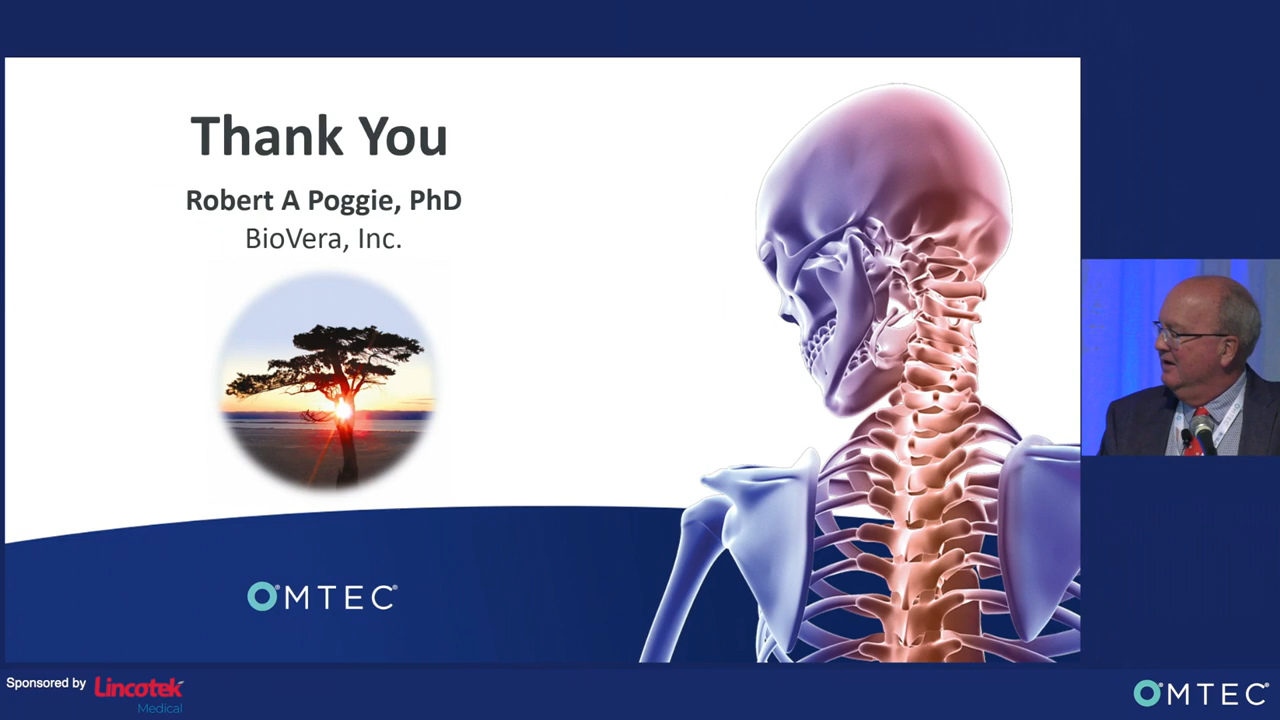 Thank You
Robert A Poggie, PhD
BioVera, Inc.
OMTEC®
Sponsored by
Lincotek
Medical
OMTEC®